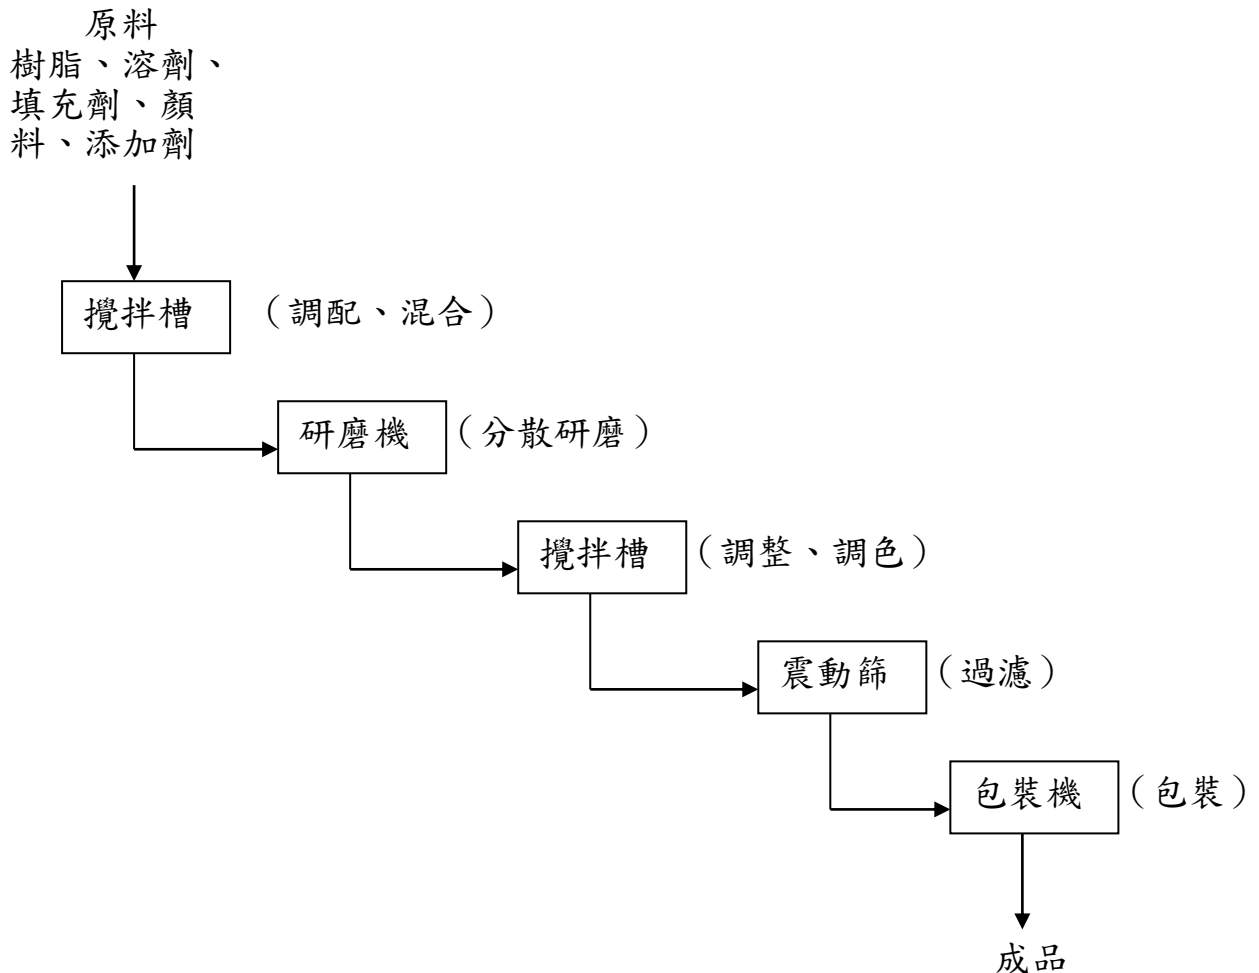 原料
樹脂、溶劑、
填充劑、顏
料、添加劑
攪拌槽 （調配、混合）
研磨機 （分散研磨）
攪拌槽 （調整、調色）
震動篩 （過濾）
包裝機 （包裝）
成品